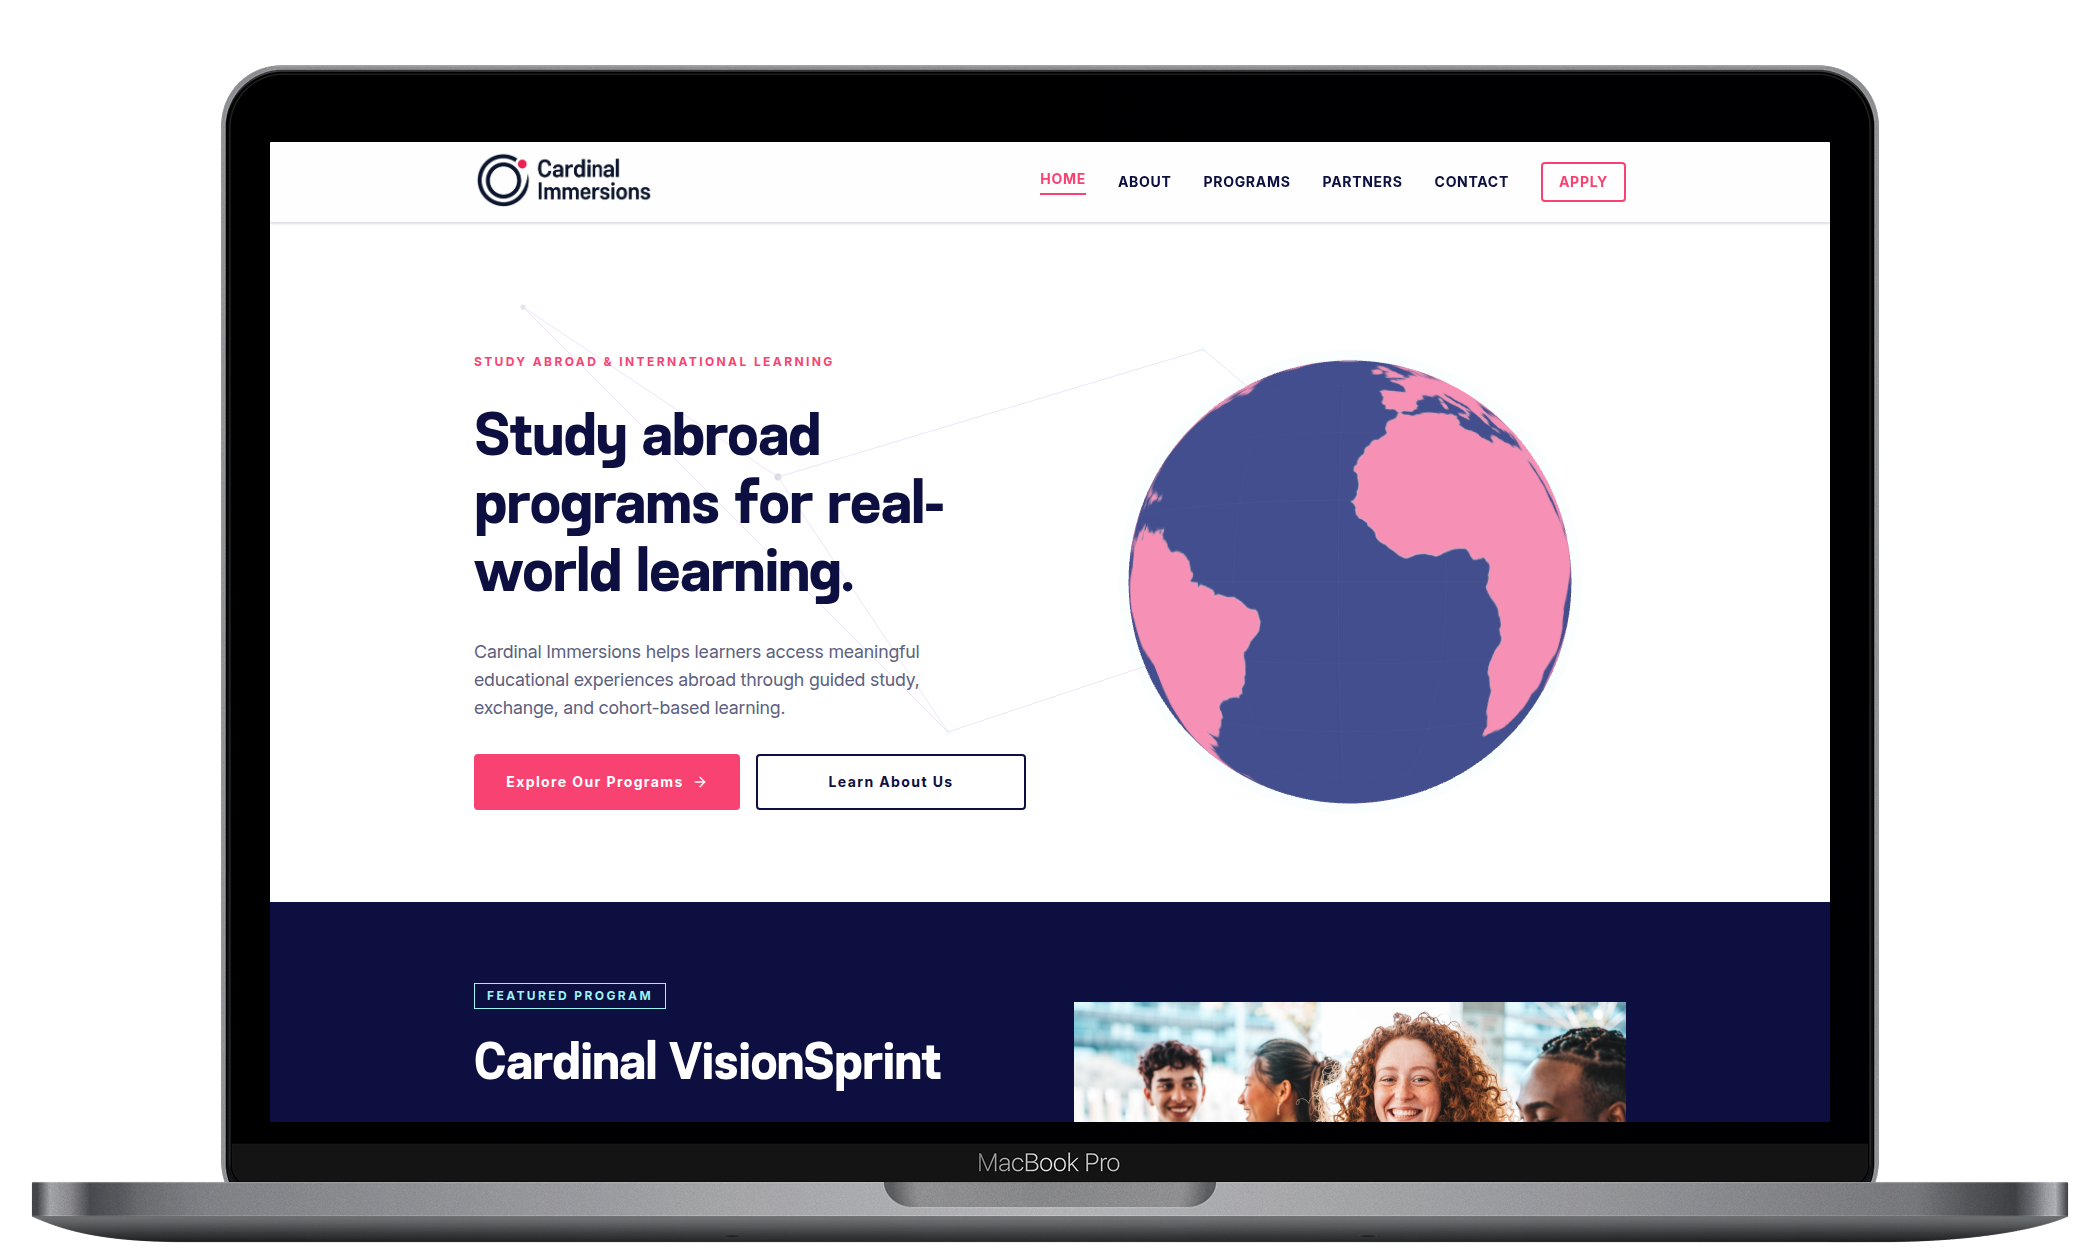 Cardinal
Immersions
HOME
ABOUT
PROGRAMS
PARTNERS
CONTACT
APPLY
STUDY ABROAD & INTERNATIONAL LEARNING
Study abroad
programs for real-
world learning.
Cardinal Immersions helps learners access meaningful
educational experiences abroad through guided study,
exchange, and cohort-based learning.
Explore Our Programs →
Learn About Us
FEATURED PROGRAM
Cardinal VisionSprint
MacBook Pro